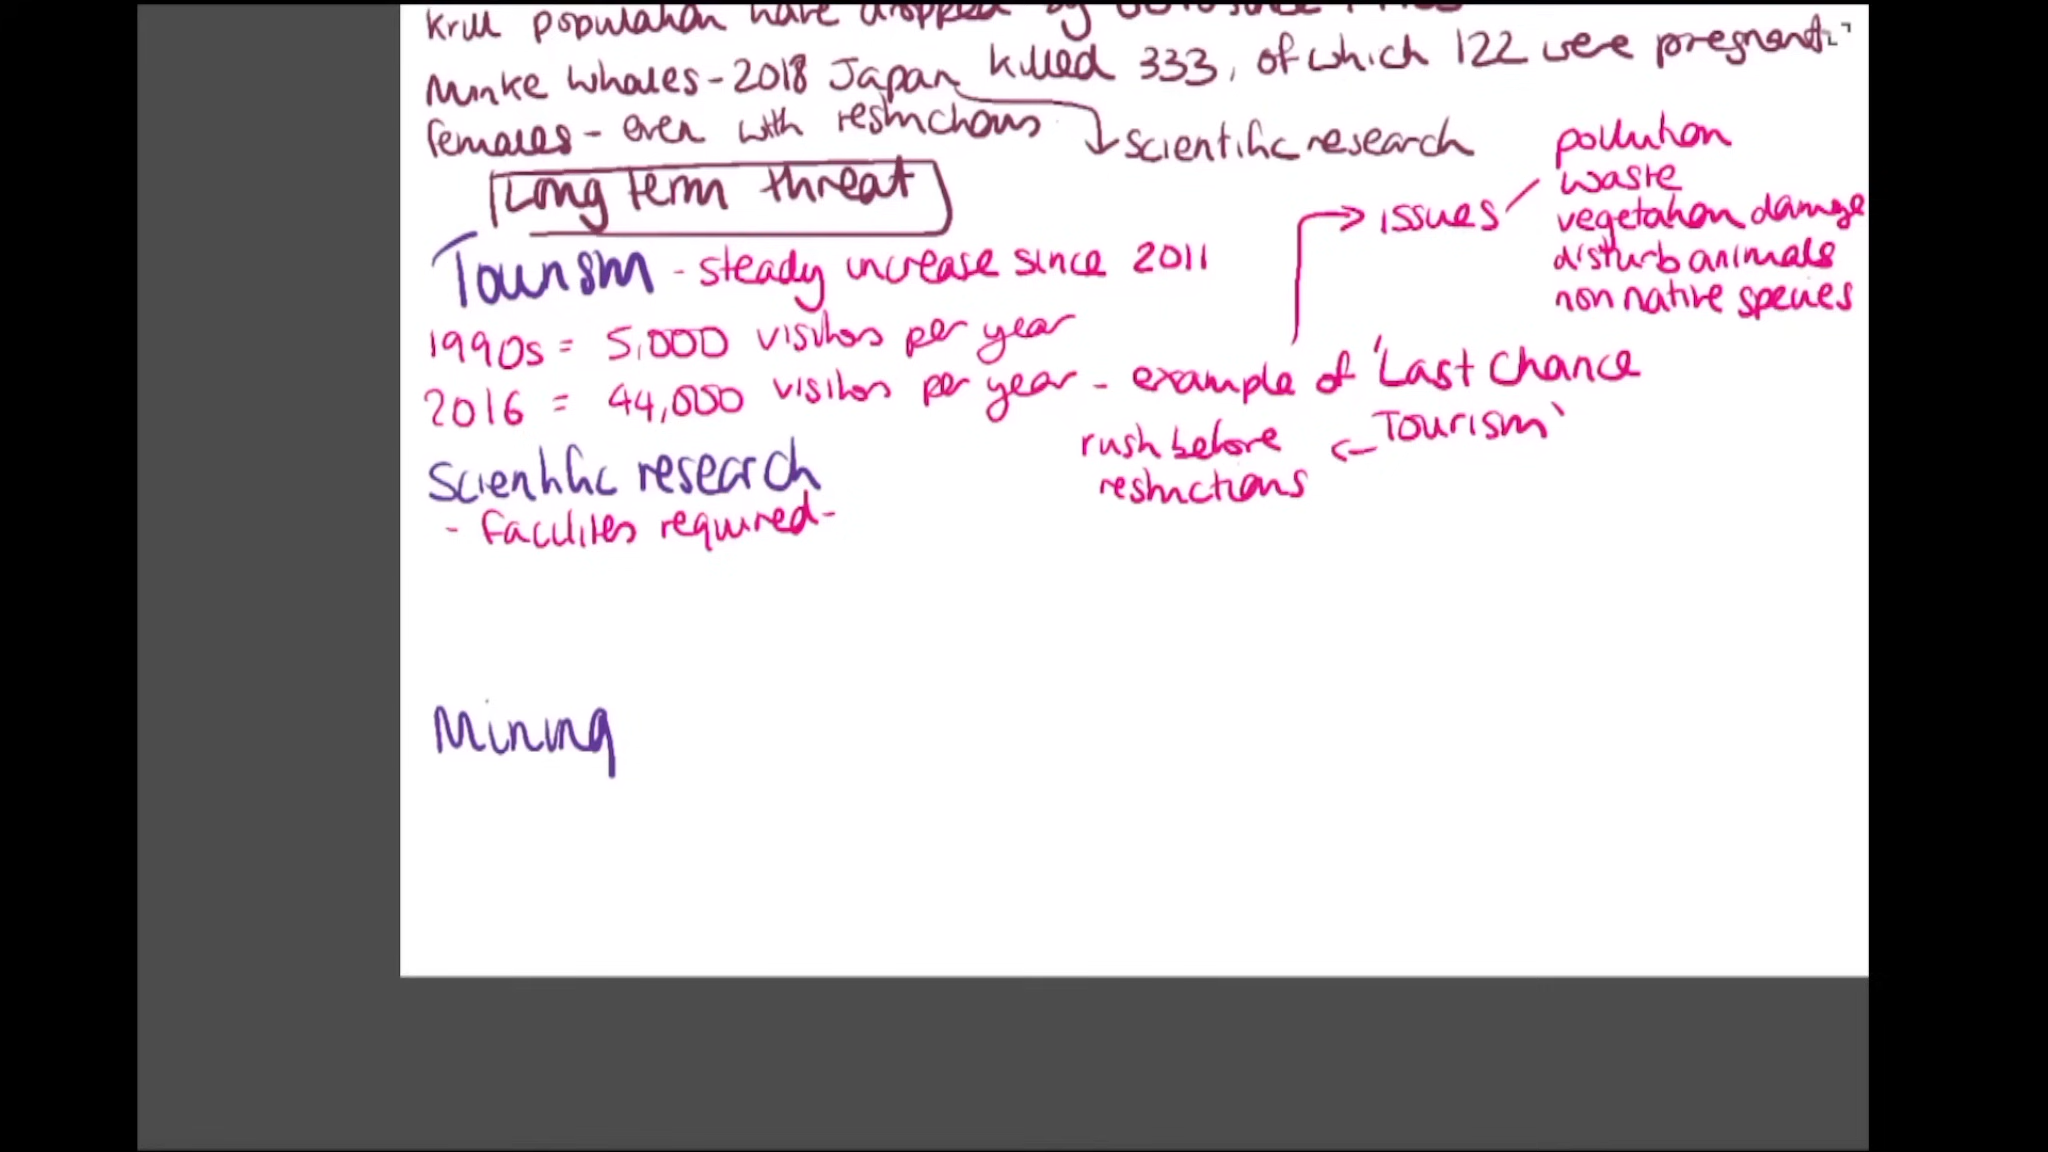 Krill population have dropped by
Minke whales - 2018 Japan killed 333, of which 122 were pregnant
females - even with restrictions
scientific research
Long term threat
pollution
waste
issues
vegetation damage
disturb animals
non native species
Tourism - steady increase since 2011
1990s = 5,000 visitors per year
2016 = 44,000 visitors per year - example of 'Last Chance
Tourism'
rush before
restrictions
Scientific research
- facilites required -
Mining